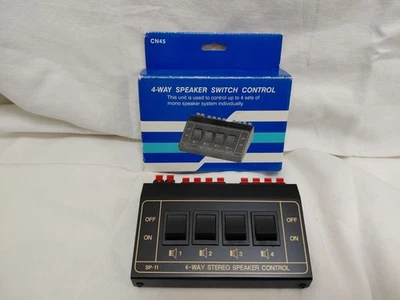 CN45
4-WAY SPEAKER SWITCH CONTROL
This unit is used to control up to 4 sets of
mono speaker system individually.
OFF
ON
OFF
ON
1 2 3 4
SP-11
4-WAY STEREO SPEAKER CONTROL